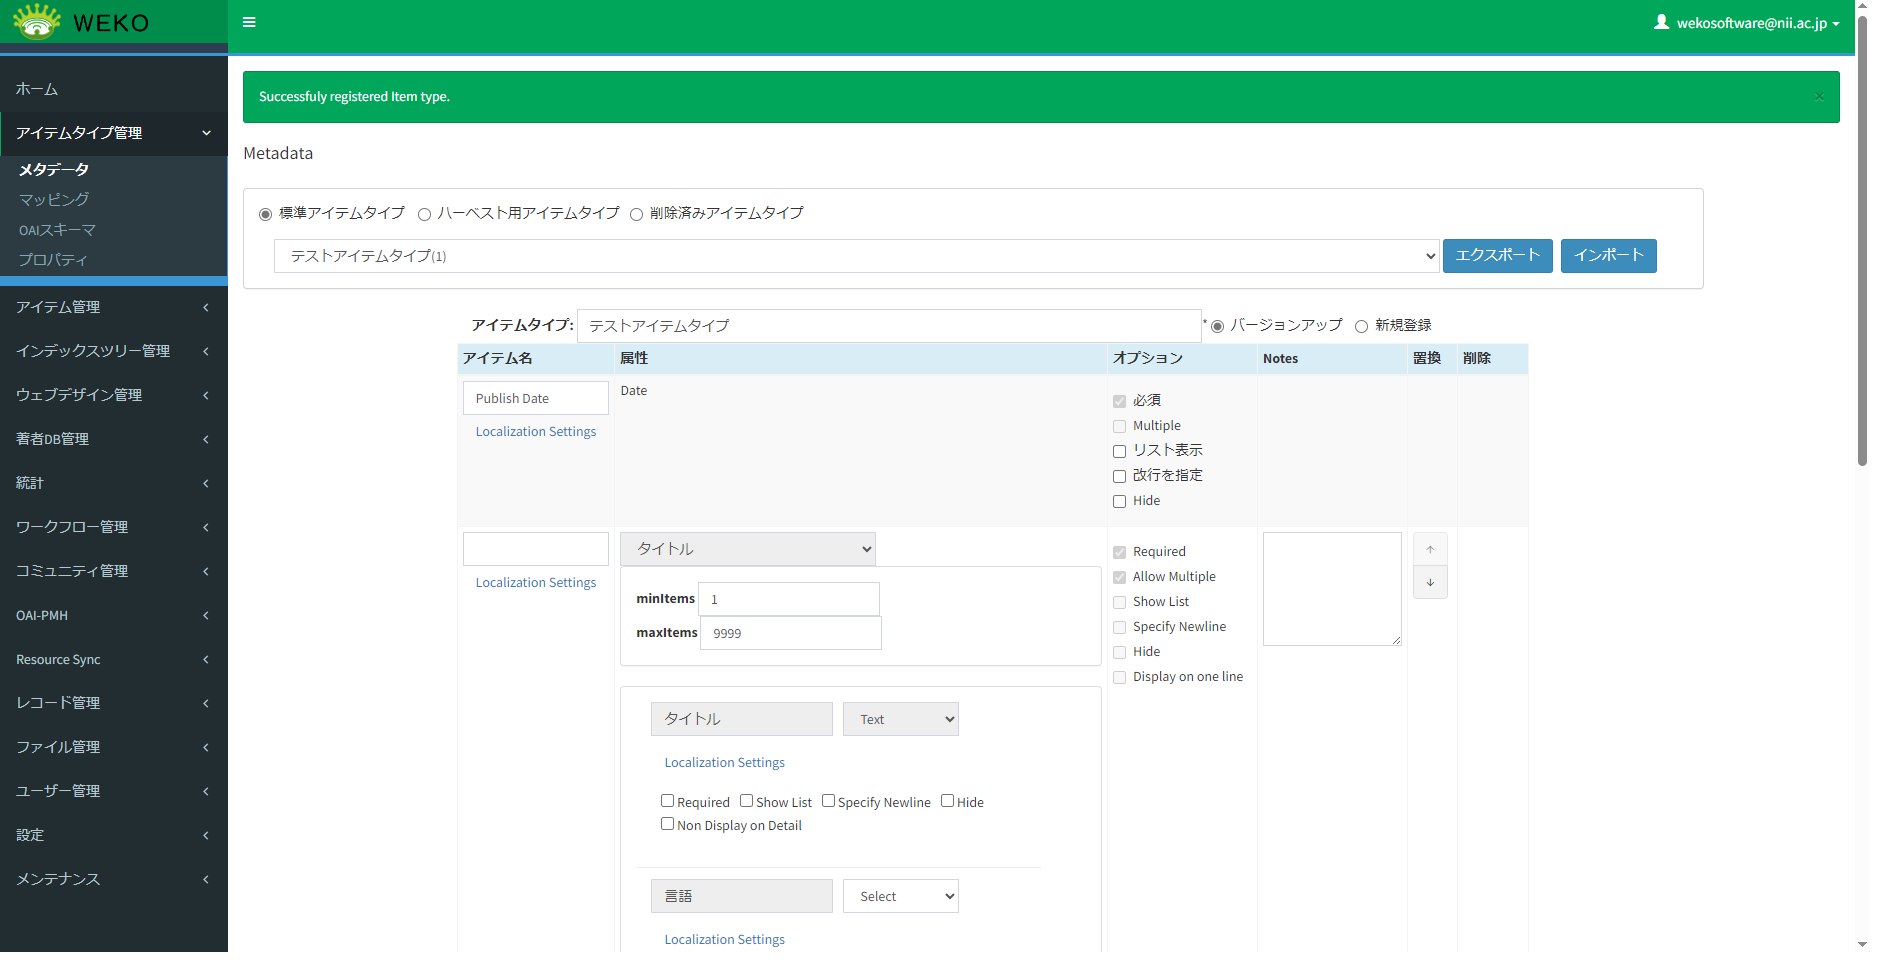 WEKO
wekosoftware@nii.ac.jp
ホーム
アイテムタイプ管理
メタデータ
マッピング
OAIスキーマ
プロパティ
アイテム管理
インデックスツリー管理
ウェブデザイン管理
著者DB管理
統計
ワークフロー管理
コミュニティ管理
OAI-PMH
Resource Sync
レコード管理
ファイル管理
ユーザー管理
設定
メンテナンス
Successfuly registered Item type.
×
Metadata
標準アイテムタイプ ハーベスト用アイテムタイプ 削除済みアイテムタイプ
テストアイテムタイプ(1) エクスポート インポート
アイテムタイプ: テストアイテムタイプ * バージョンアップ 新規登録
アイテム名 属性 オプション Notes 置換 削除
Publish Date Date
Localization Settings
必須
Multiple
リスト表示
改行を指定
Hide
タイトル
Localization Settings
minItems 1
maxItems 9999
Required
Allow Multiple
Show List
Specify Newline
Hide
Display on one line
↑
↓
タイトル Text
Localization Settings
Required Show List Specify Newline Hide
Non Display on Detail
言語 Select
Localization Settings